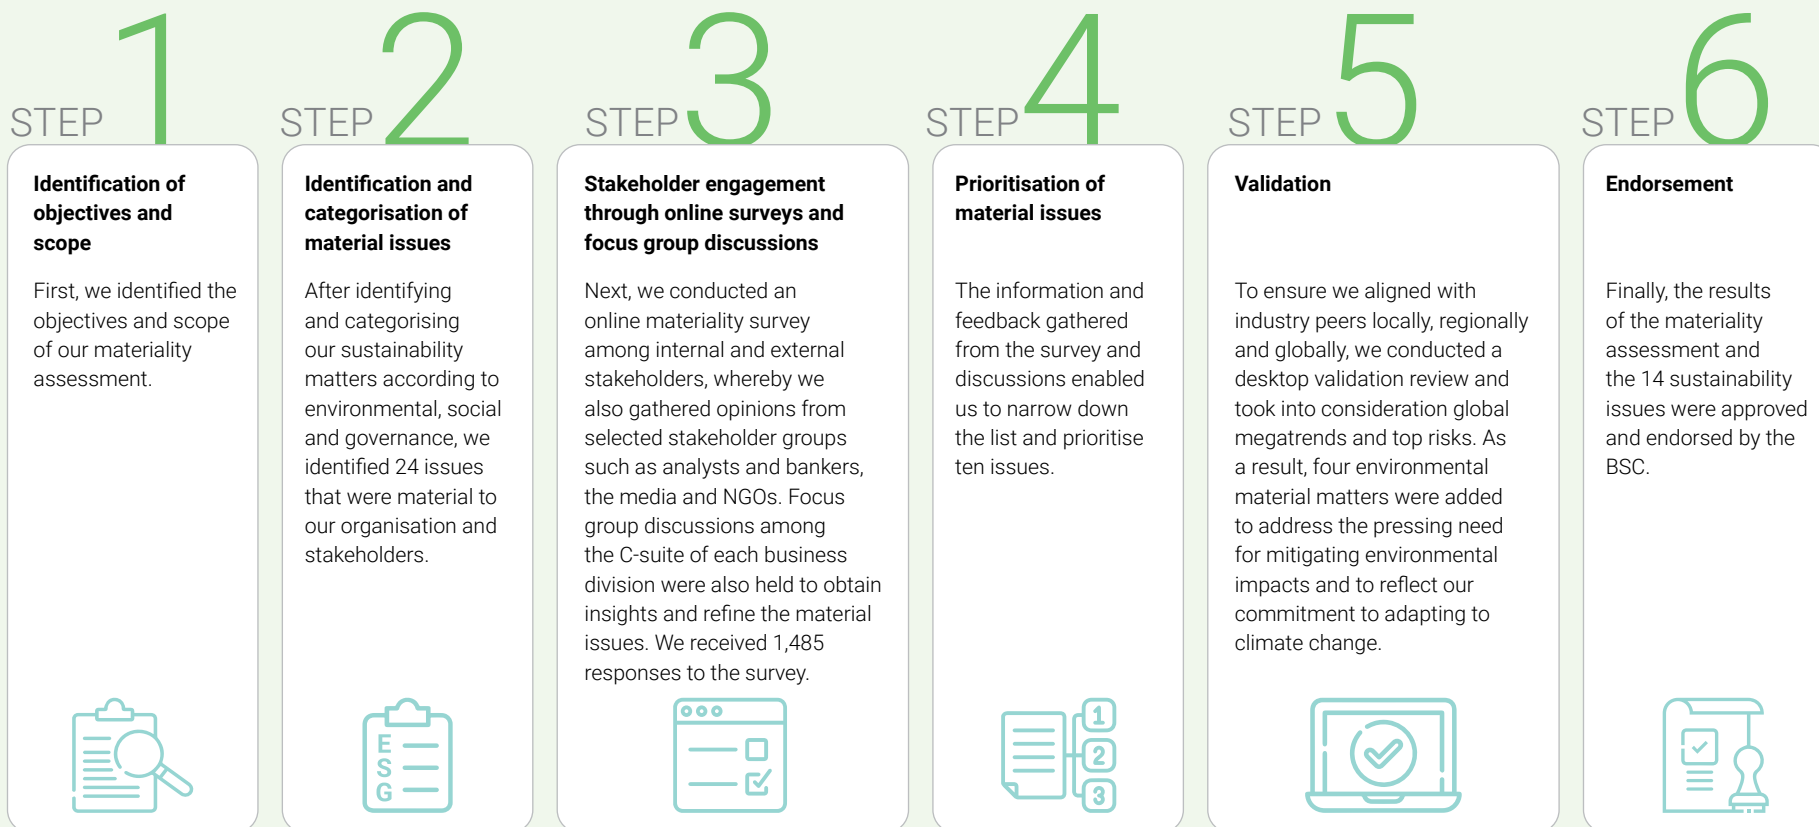 STEP 1
Identification of
objectives and
scope
First, we identified the
objectives and scope
of our materiality
assessment.
STEP 2
Identification and
categorisation of
material issues
After identifying
and categorising
our sustainability
matters according to
environmental, social
and governance, we
identified 24 issues
that were material to
our organisation and
stakeholders.
E
S
G
STEP 3
Stakeholder engagement
through online surveys and
focus group discussions
Next, we conducted an
online materiality survey
among internal and external
stakeholders, whereby we
also gathered opinions from
selected stakeholder groups
such as analysts and bankers,
the media and NGOs. Focus
group discussions among
the C-suite of each business
division were also held to obtain
insights and refine the material
issues. We received 1,485
responses to the survey.
STEP 4
Prioritisation of
material issues
The information and
feedback gathered
from the survey and
discussions enabled
us to narrow down
the list and prioritise
ten issues.
1
2
3
STEP 5
Validation
To ensure we aligned with
industry peers locally, regionally
and globally, we conducted a
desktop validation review and
took into consideration global
megatrends and top risks. As
a result, four environmental
material matters were added
to address the pressing need
for mitigating environmental
impacts and to reflect our
commitment to adapting to
climate change.
STEP 6
Endorsement
Finally, the results
of the materiality
assessment and
the 14 sustainability
issues were approved
and endorsed by the
BSC.